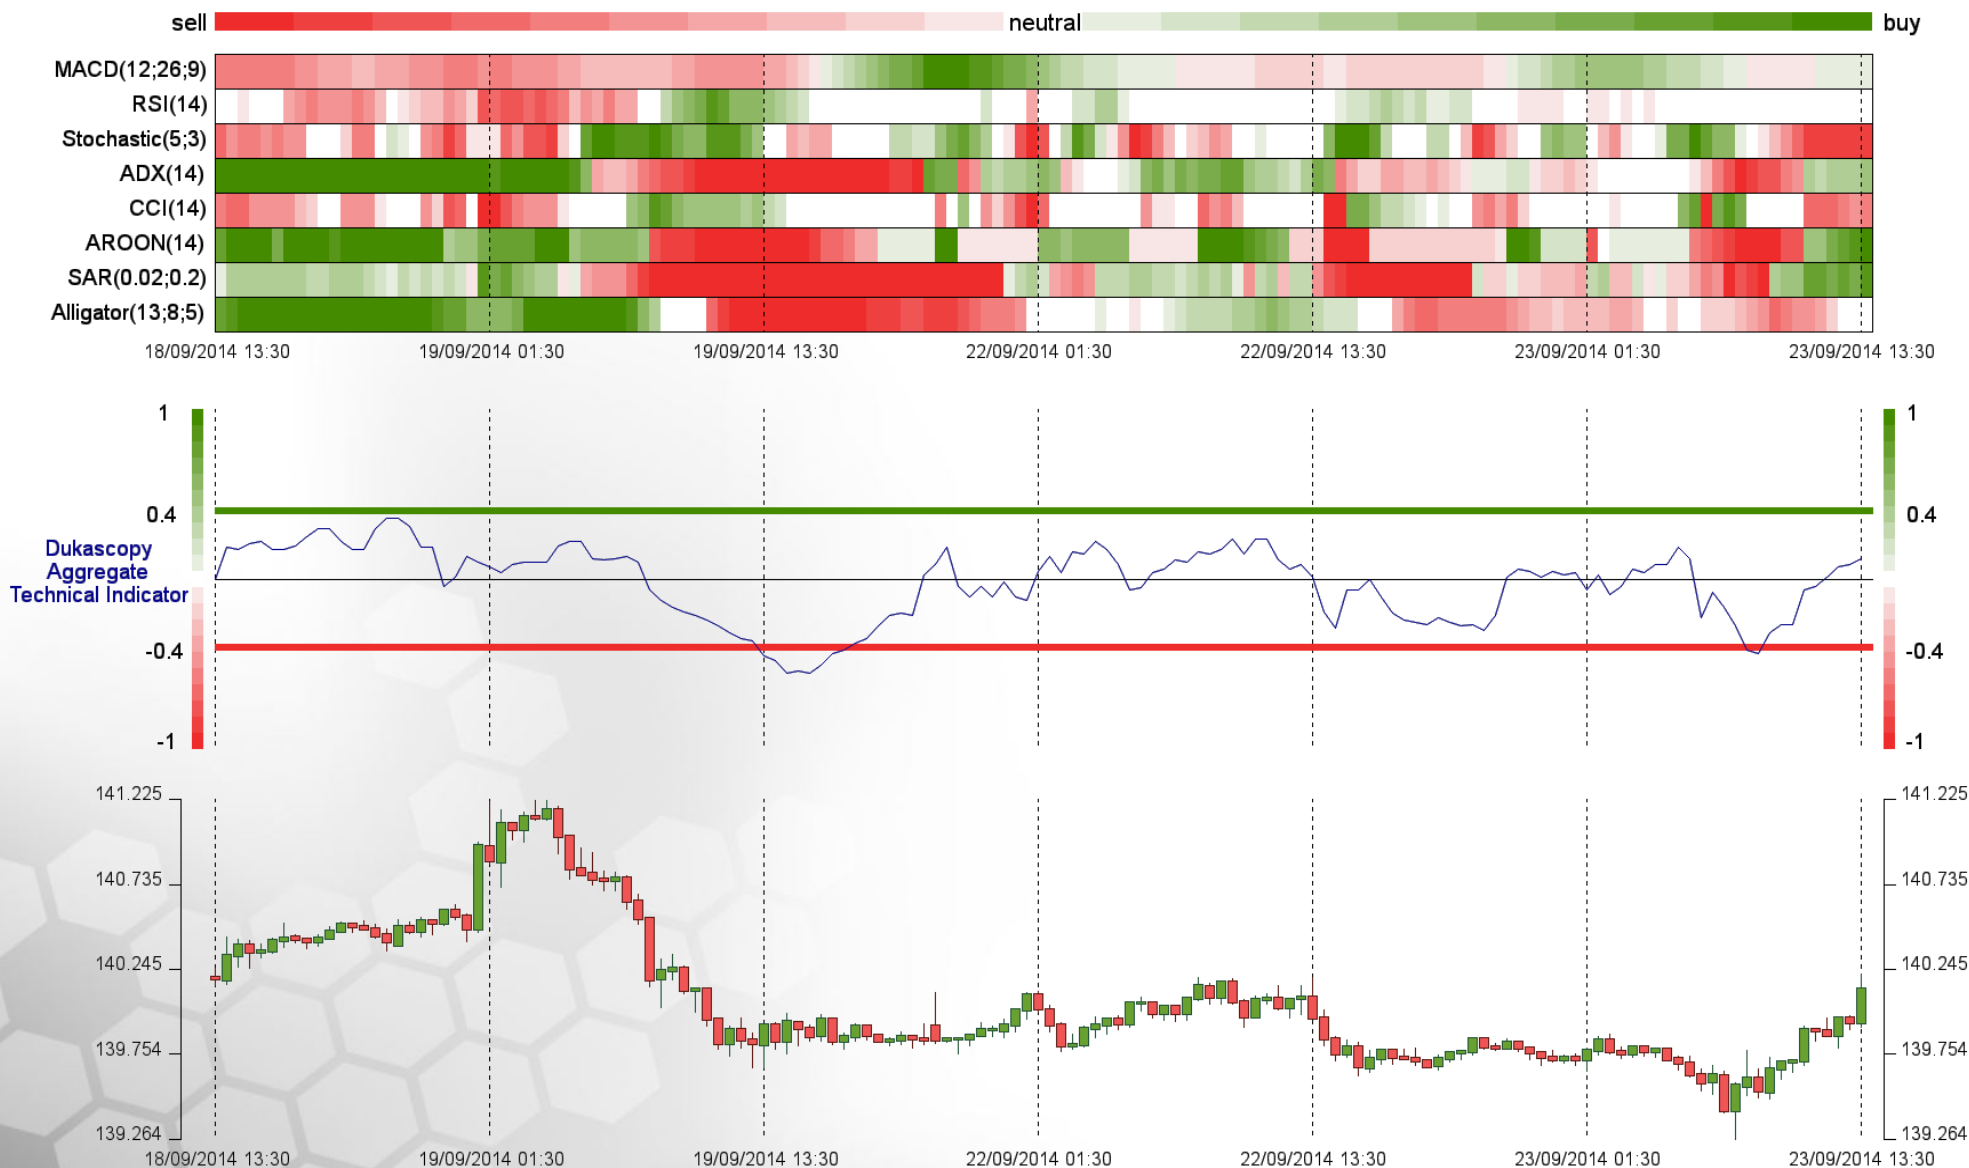 sell neutral buy
MACD(12;26;9)
RSI(14)
Stochastic(5;3)
ADX(14)
CCI(14)
AROON(14)
SAR(0.02;0.2)
Alligator(13;8;5)
18/09/2014 13:30 19/09/2014 01:30 19/09/2014 13:30 22/09/2014 01:30 22/09/2014 13:30 23/09/2014 01:30 23/09/2014 13:30
1 1
0.4 0.4
Dukascopy
Aggregate
Technical Indicator
-0.4 -0.4
-1 -1
141.225 141.225
140.735 140.735
140.245 140.245
139.754 139.754
139.264 139.264
18/09/2014 13:30 19/09/2014 01:30 19/09/2014 13:30 22/09/2014 01:30 22/09/2014 13:30 23/09/2014 01:30 23/09/2014 13:30